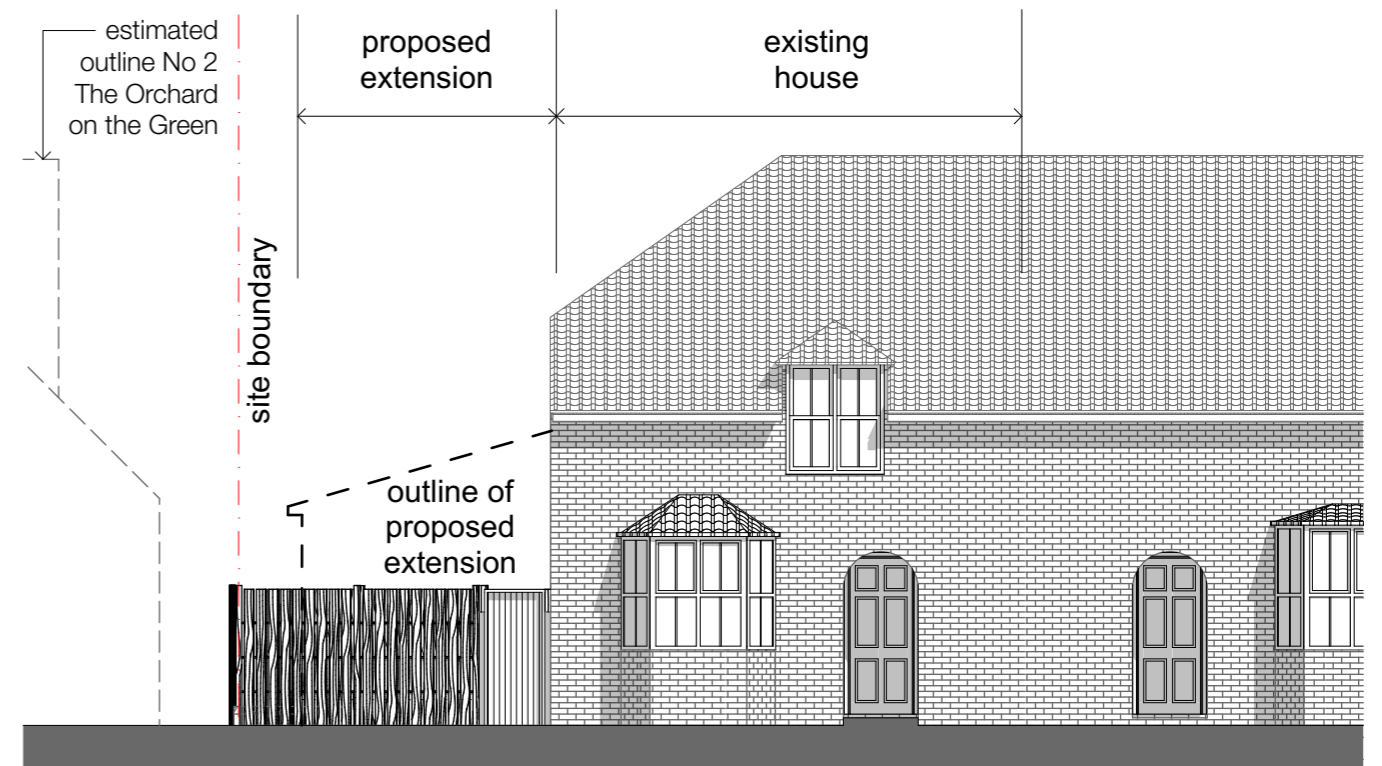 estimated
outline No 2
The Orchard
on the Green
proposed
extension
existing
house
site boundary
outline of
proposed
extension